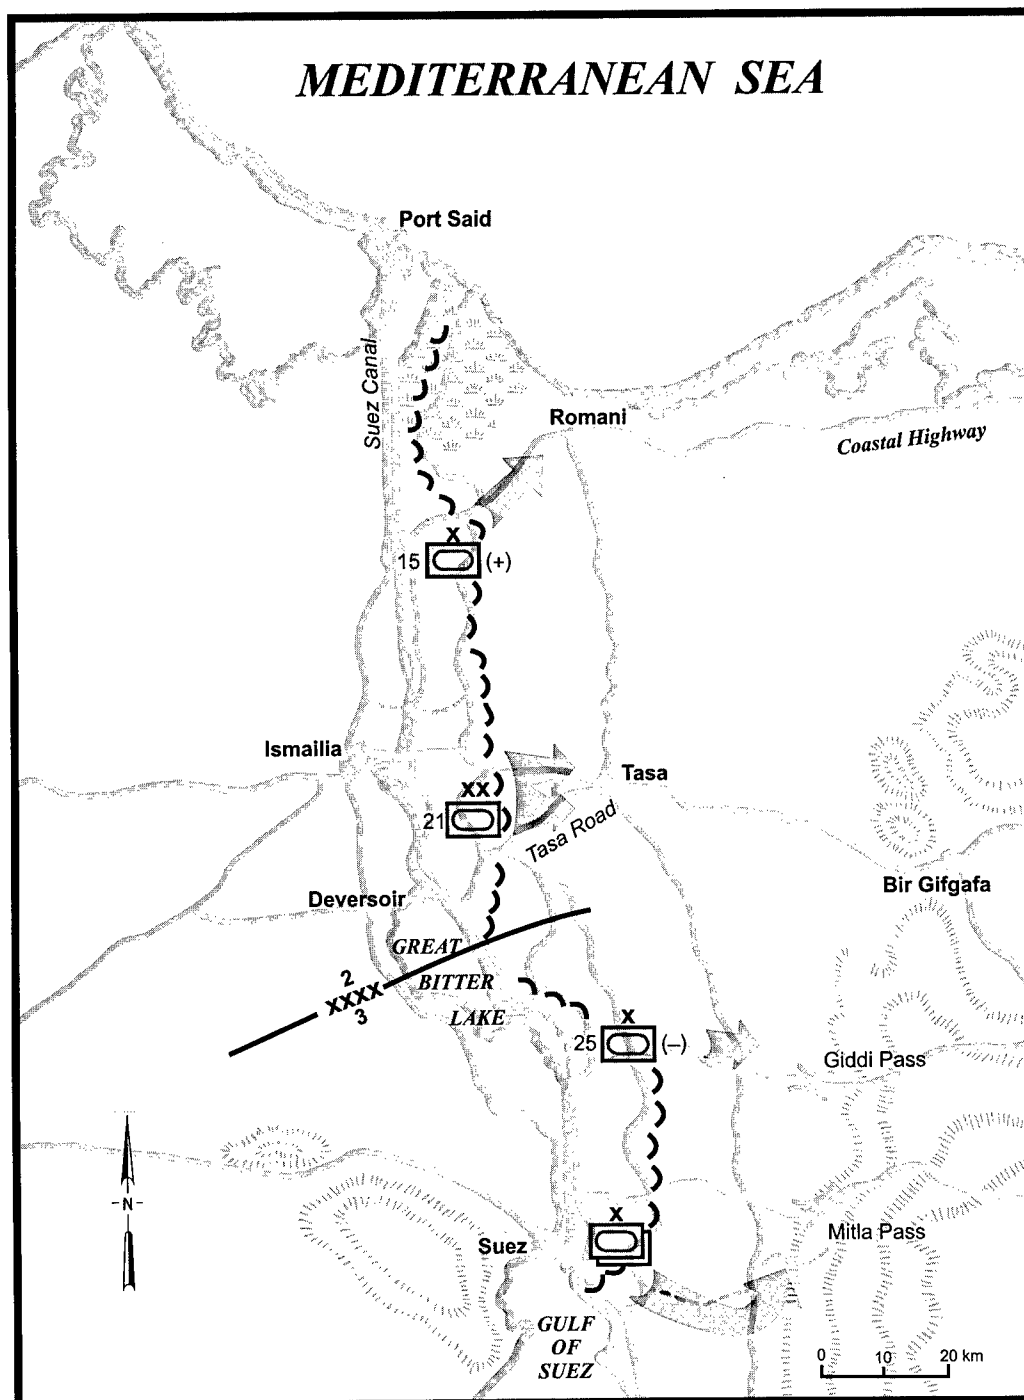 MEDITERRANEAN SEA
Port Said
Suez Canal
Romani
Coastal Highway
X
15 (+)
Ismailia
Tasa
XX
21
Tasa Road
Bir Gifgafa
Deversoir
GREAT
BITTER
LAKE
2
XXXX
3
X
25 (–)
Giddi Pass
N
X
Suez
Mitla Pass
GULF
OF
SUEZ
0 10 20 km